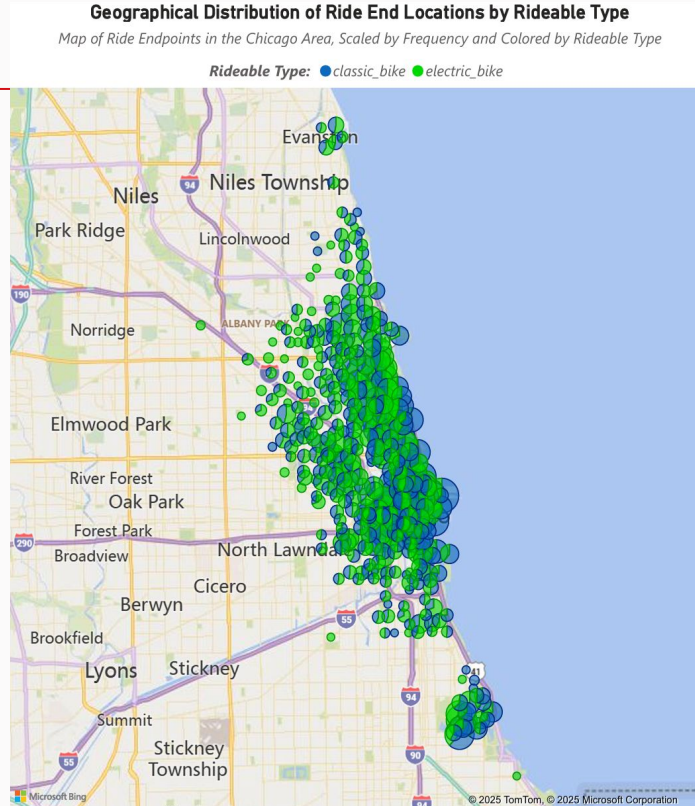 Geographical Distribution of Ride End Locations by Rideable Type
Map of Ride Endpoints in the Chicago Area, Scaled by Frequency and Colored by Rideable Type
Rideable Type: classic_bike electric_bike
Evanston
94
Niles Township
Niles
Park Ridge
Lincolnwood
190
ALBANY PARK
Norridge
Elmwood Park
River Forest
Oak Park
Forest Park
290
North Lawndale
Broadview
Cicero
Berwyn
55
Brookfield
Lyons
Stickney
41
94
Summit
Stickney
Township
55
90
94
Microsoft Bing
© 2025 TomTom, © 2025 Microsoft Corporation